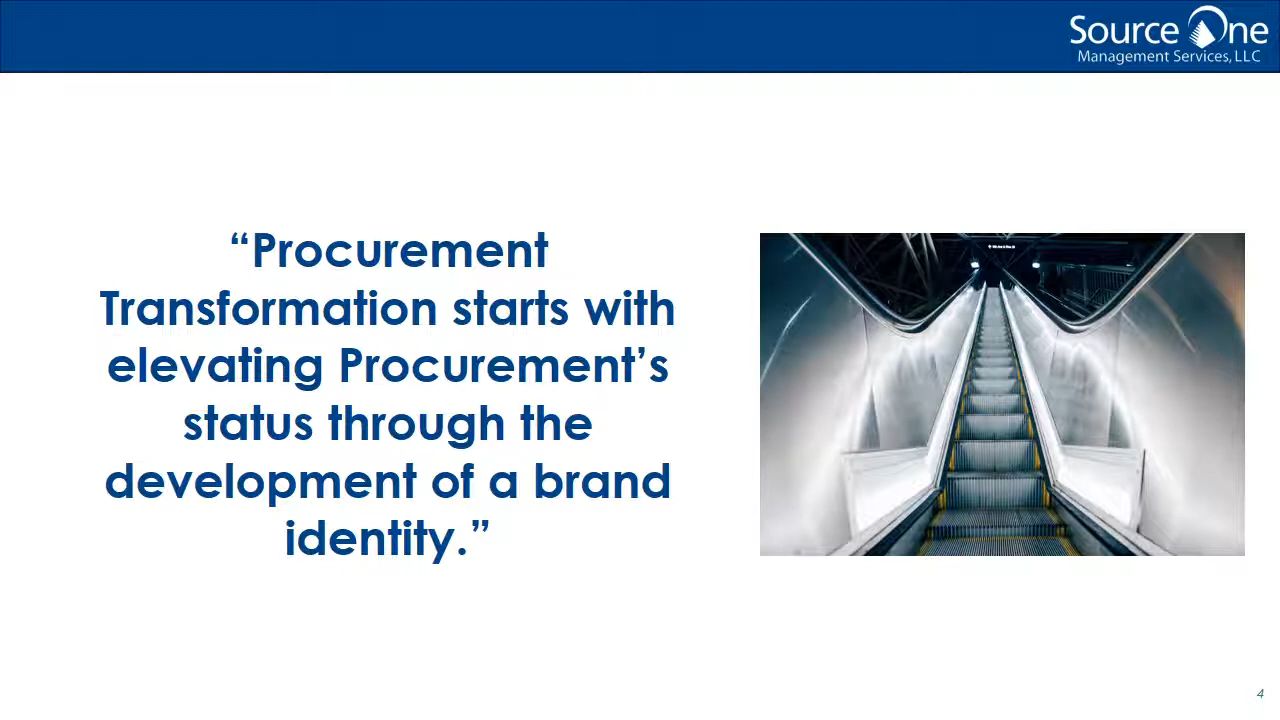 Source One
Management Services, LLC
“Procurement
Transformation starts with
elevating Procurement’s
status through the
development of a brand
identity.”
4